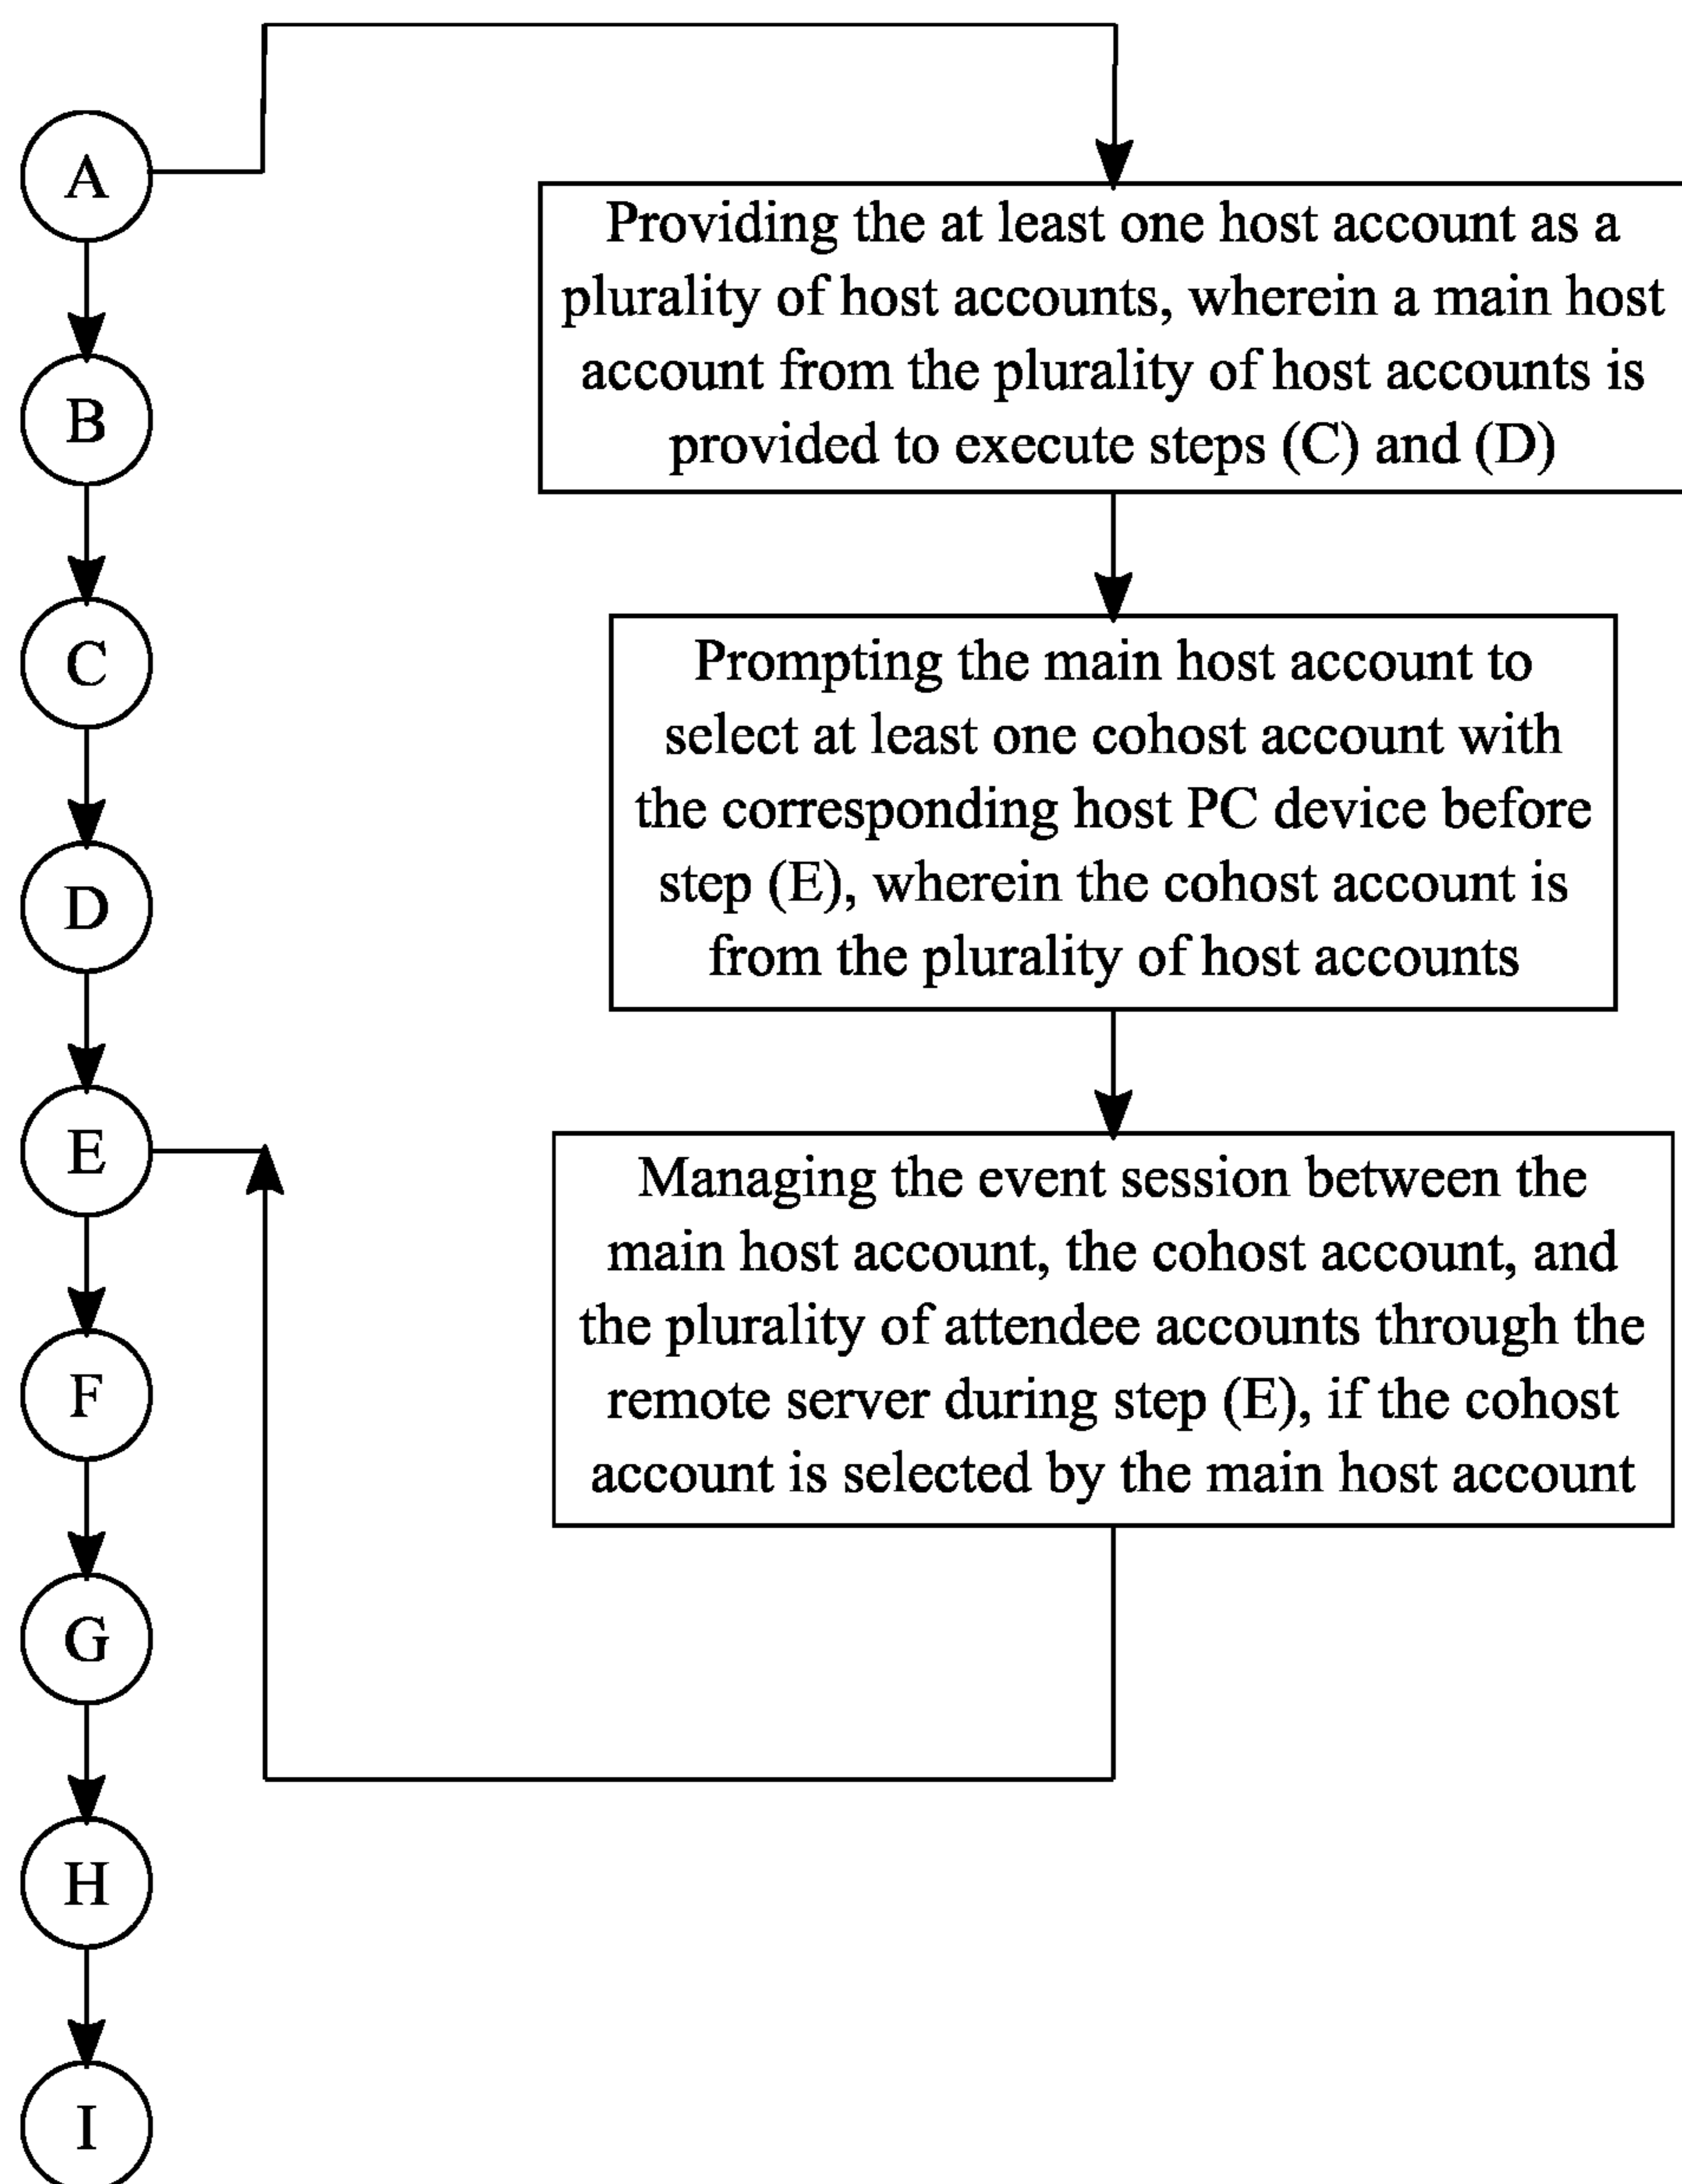 A
B
C
D
E
F
G
H
I
Providing the at least one host account as a
plurality of host accounts, wherein a main host
account from the plurality of host accounts is
provided to execute steps (C) and (D)
Prompting the main host account to
select at least one cohost account with
the corresponding host PC device before
step (E), wherein the cohost account is
from the plurality of host accounts
Managing the event session between the
main host account, the cohost account, and
the plurality of attendee accounts through the
remote server during step (E), if the cohost
account is selected by the main host account